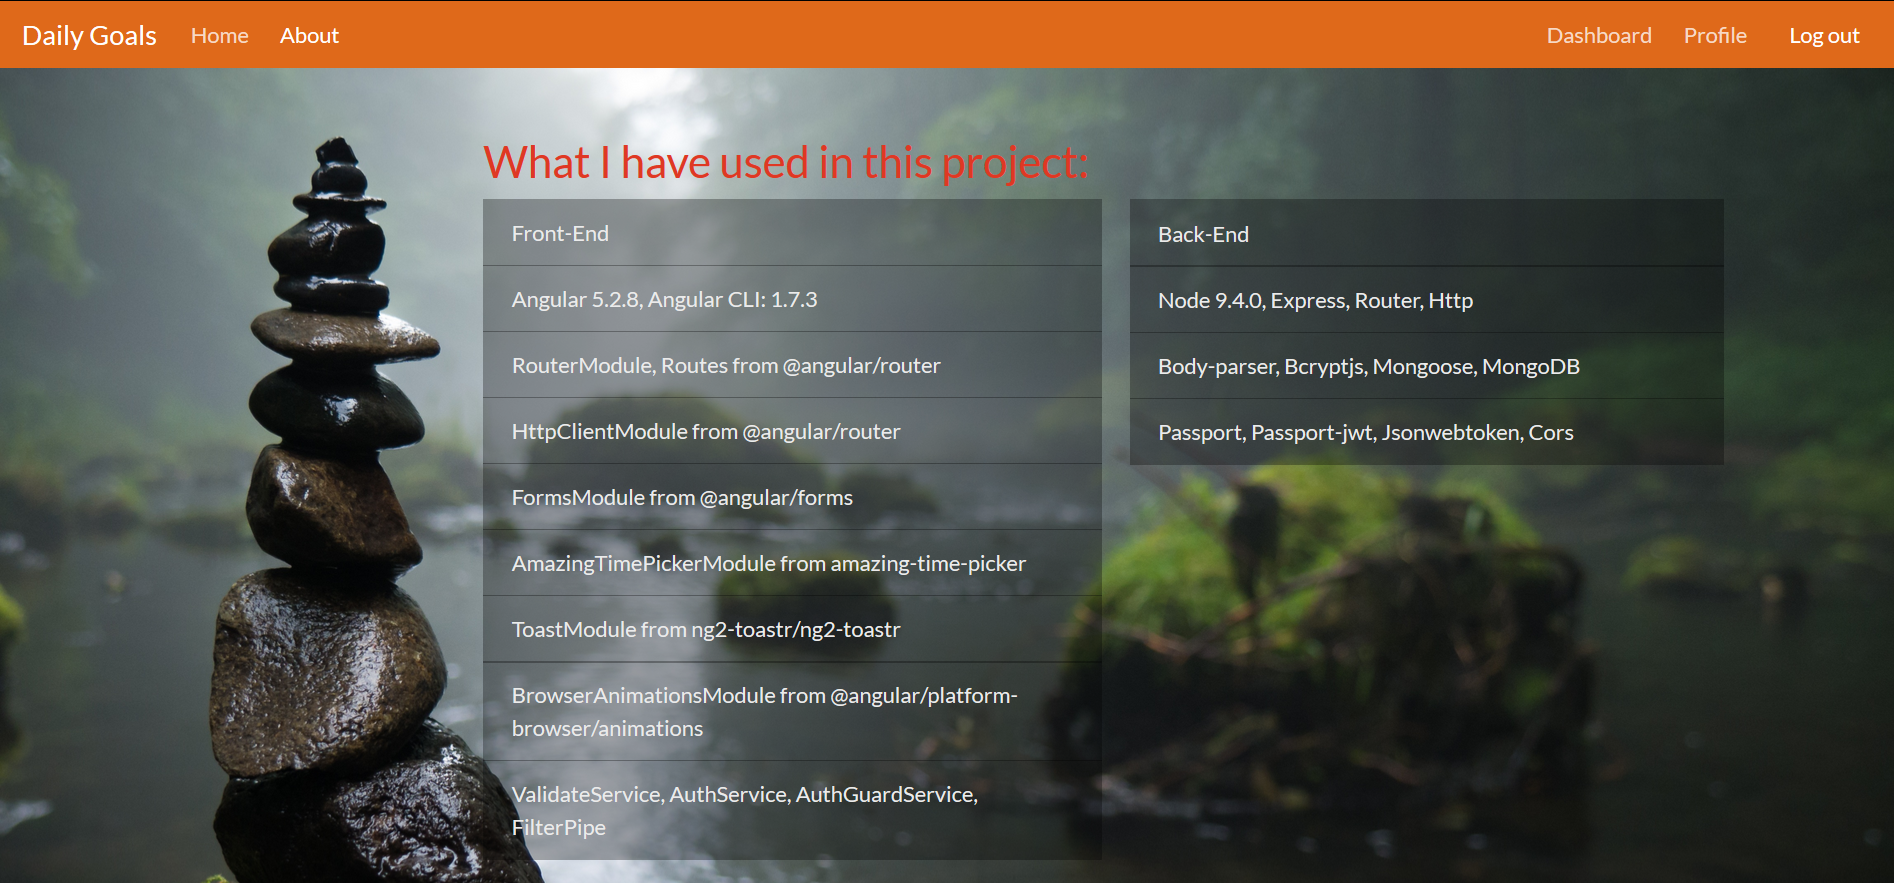 Daily Goals Home About Dashboard Profile Log out
What I have used in this project:
Front-End
Angular 5.2.8, Angular CLI: 1.7.3
RouterModule, Routes from @angular/router
HttpClientModule from @angular/router
FormsModule from @angular/forms
AmazingTimePickerModule from amazing-time-picker
ToastModule from ng2-toastr/ng2-toastr
BrowserAnimationsModule from @angular/platform-
browser/animations
ValidateService, AuthService, AuthGuardService,
FilterPipe
Back-End
Node 9.4.0, Express, Router, Http
Body-parser, Bcryptjs, Mongoose, MongoDB
Passport, Passport-jwt, Jsonwebtoken, Cors